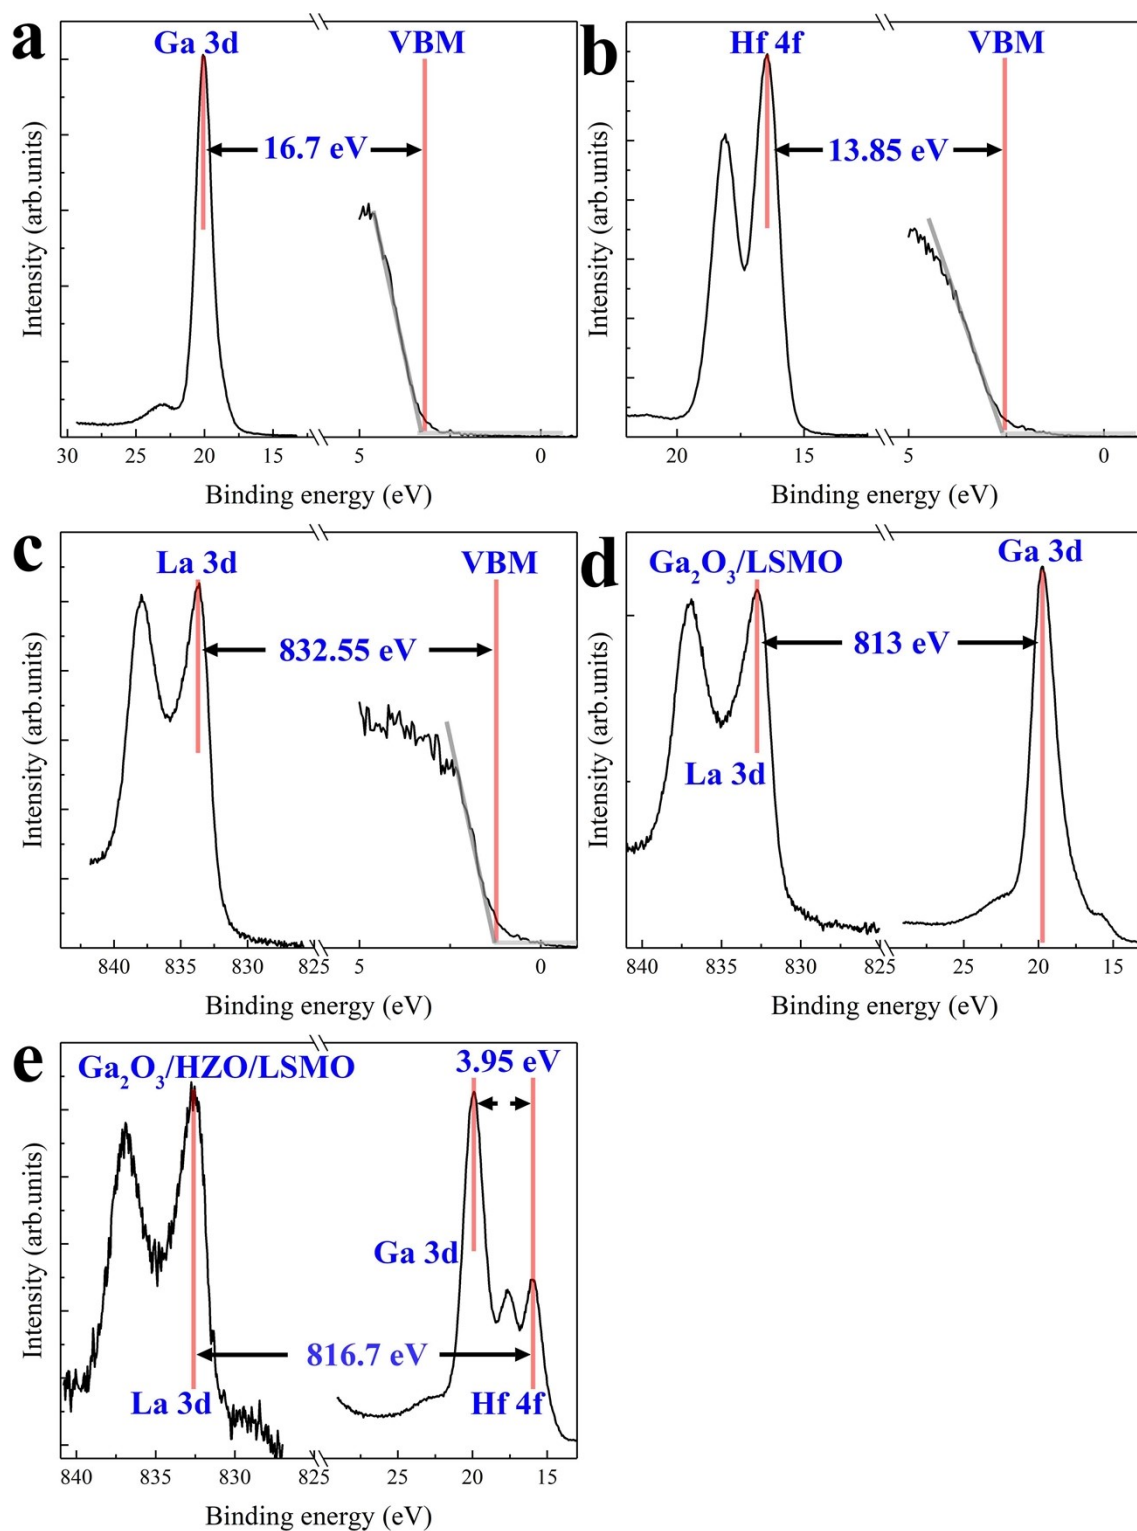 a
Ga 3d
VBM
16.7 eV
Intensity (arb.units)
30 25 20 15 5 0
Binding energy (eV)
b
Hf 4f
VBM
13.85 eV
Intensity (arb.units)
20 15 5 0
Binding energy (eV)
c
La 3d
VBM
832.55 eV
Intensity (arb.units)
840 835 830 825 5 0
Binding energy (eV)
d
Ga₂O₃/LSMO
Ga 3d
813 eV
La 3d
Intensity (arb.units)
840 835 830 825 25 20 15
Binding energy (eV)
e
Ga₂O₃/HZO/LSMO
3.95 eV
Ga 3d
816.7 eV
La 3d
Hf 4f
Intensity (arb.units)
840 835 830 825 25 20 15
Binding energy (eV)